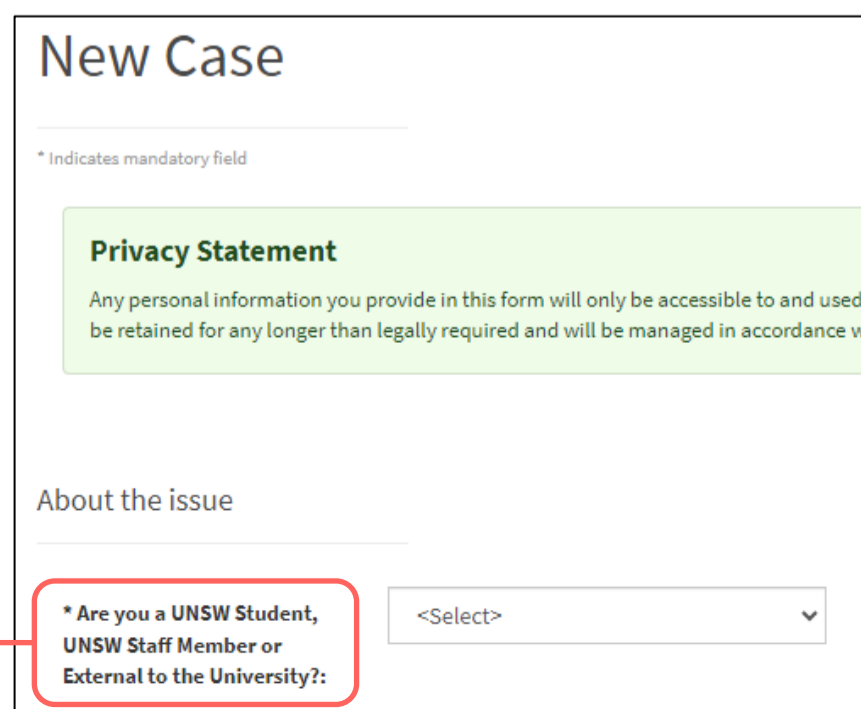 New Case
* Indicates mandatory field
Privacy Statement
Any personal information you provide in this form will only be accessible to and used
be retained for any longer than legally required and will be managed in accordance
About the issue
* Are you a UNSW Student,
UNSW Staff Member or
External to the University?:
<Select>